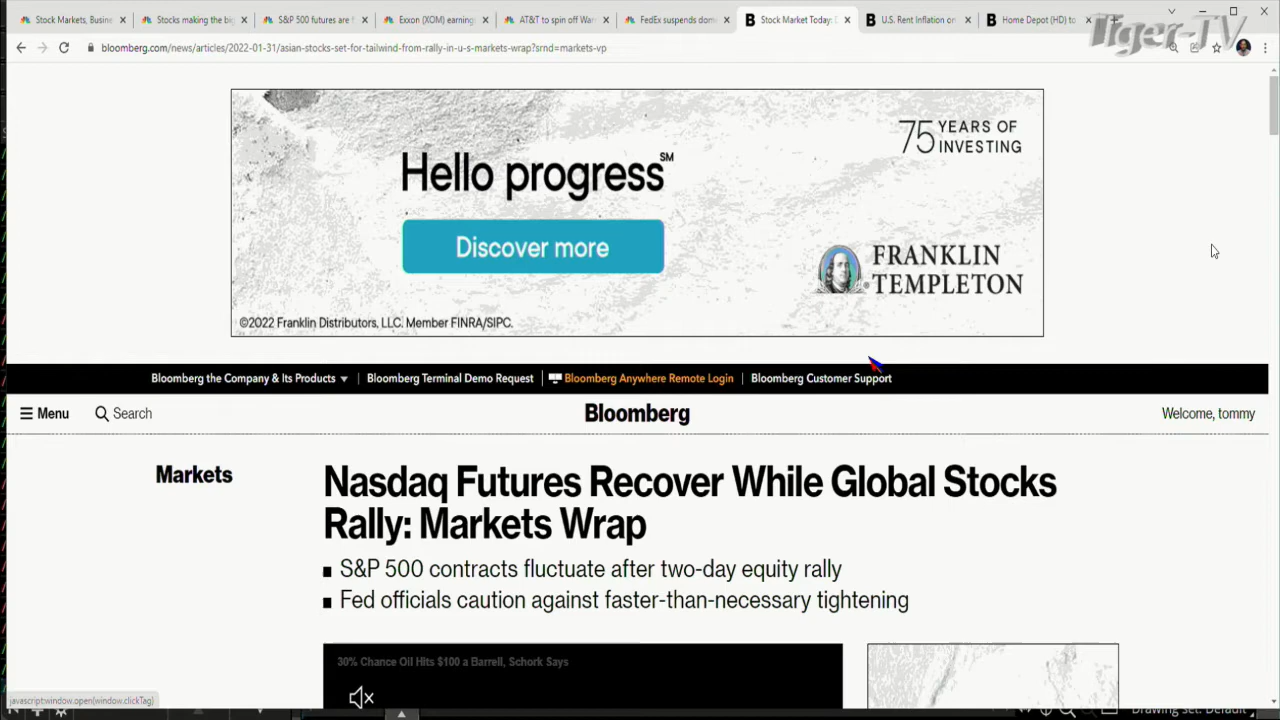 Stock Markets, Busine
Stocks making the big
S&P 500 futures are f
Exxon (XOM) earning
AT&T to spin off War
FedEx suspends dom
Stock Market Today: D
U.S. Rent Inflation on
Home Depot (HD) to
Tiger-TV
bloomberg.com/news/articles/2022-01-31/asian-stocks-set-for-tailwind-from-rally-in-u-s-markets-wrap?srnd=markets-vp
75 YEARS OF
INVESTING
Hello progress℠
Discover more
FRANKLIN
TEMPLETON
©2022 Franklin Distributors, LLC. Member FINRA/SIPC.
Bloomberg the Company & Its Products
Bloomberg Terminal Demo Request
Bloomberg Anywhere Remote Login
Bloomberg Customer Support
Menu
Search
Bloomberg
Welcome, tommy
Markets
Nasdaq Futures Recover While Global Stocks
Rally: Markets Wrap
S&P 500 contracts fluctuate after two-day equity rally
Fed officials caution against faster-than-necessary tightening
30% Chance Oil Hits $100 a Barrell, Schork Says
javascript:window.open(window.clickTag)
Drawing set: Default